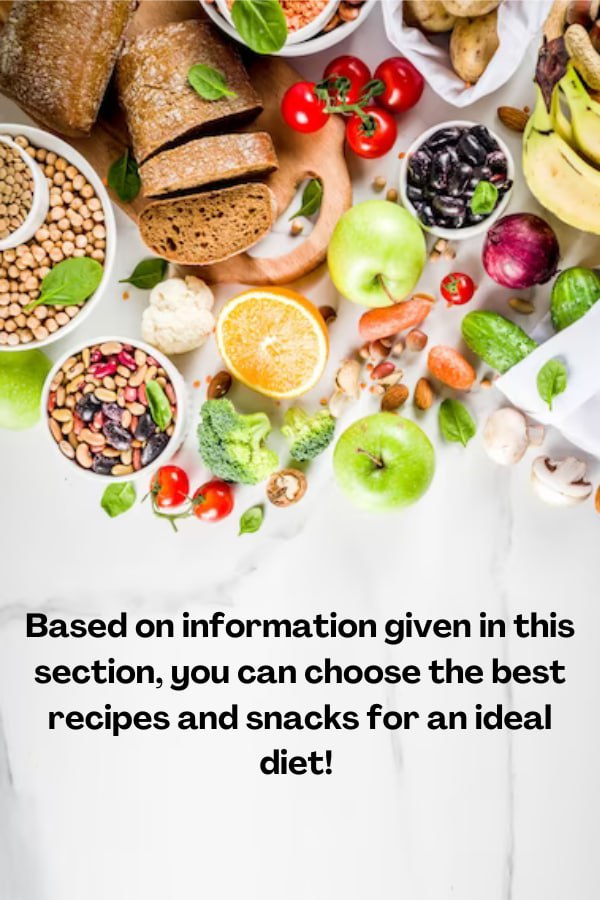 Based on information given in this
section, you can choose the best
recipes and snacks for an ideal
diet!